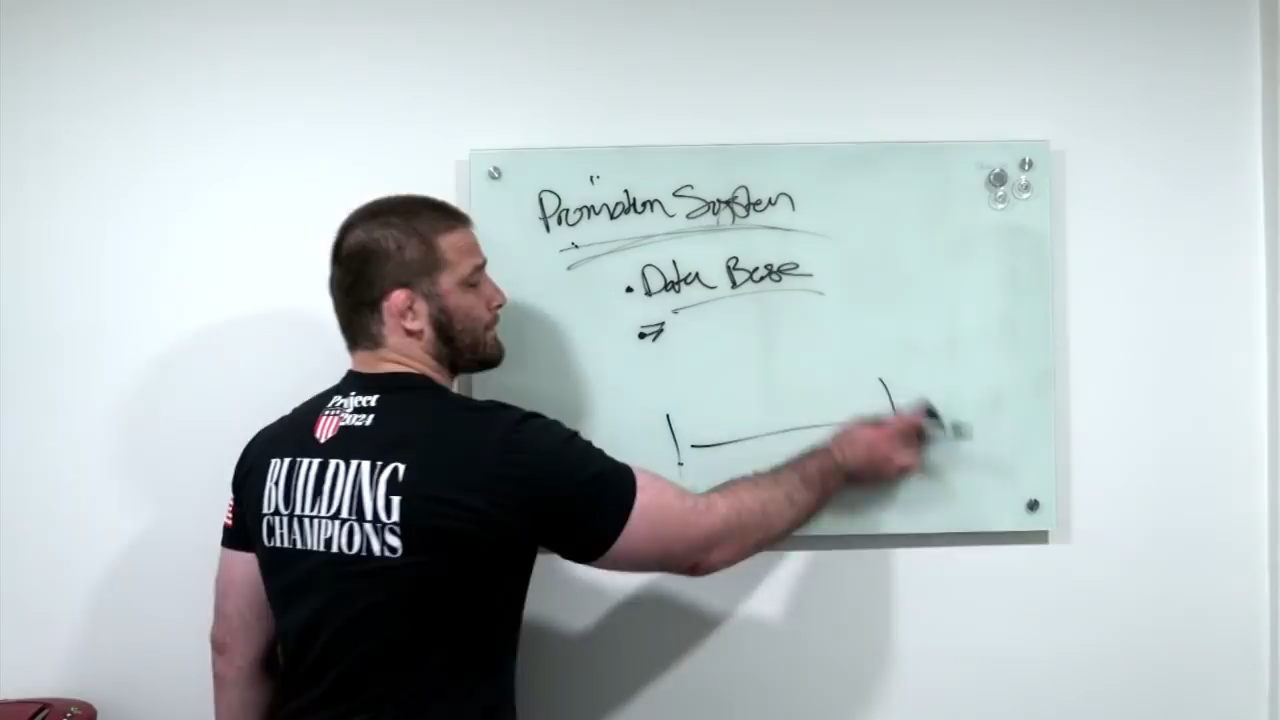 Promotion System
• Data Base
Project
2024
BUILDING
CHAMPIONS